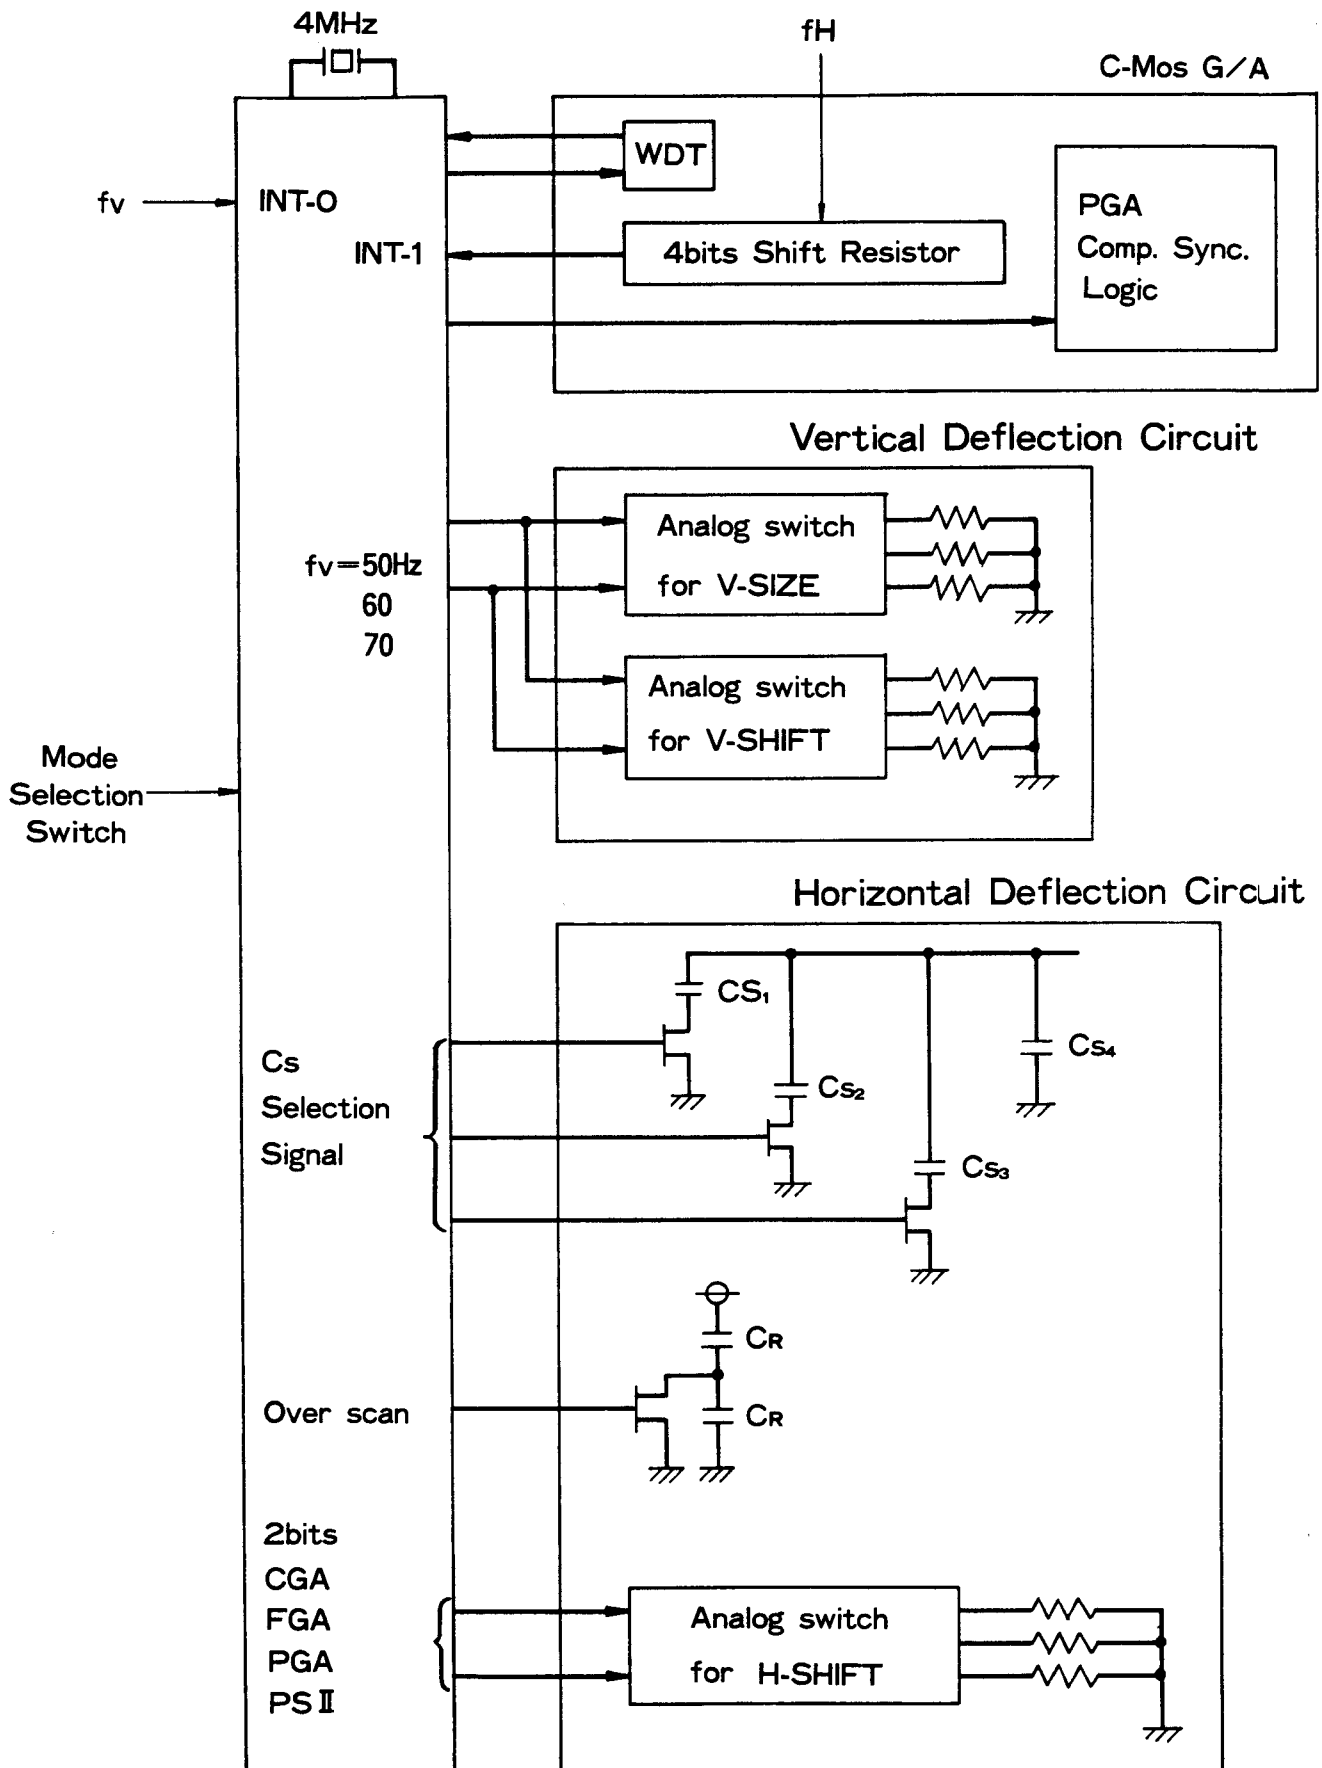 4MHz
fH
C-Mos G/A
WDT
fv
INT-0
INT-1
4bits Shift Resistor
PGA
Comp. Sync.
Logic
Vertical Deflection Circuit
Analog switch
for V-SIZE
fv=50Hz
60
70
Analog switch
for V-SHIFT
Mode
Selection
Switch
Horizontal Deflection Circuit
CS1
Cs2
Cs3
Cs4
Cs
Selection
Signal
CR
CR
Over scan
2bits
CGA
FGA
PGA
PSⅡ
Analog switch
for H-SHIFT